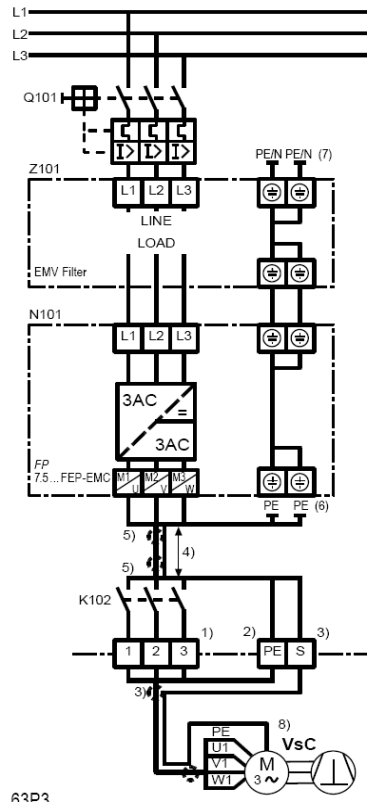 L1
L2
L3
Q101
I> I> I>
PE/N PE/N (7)
Z101
L1 L2 L3
LINE
LOAD
EMV Filter
N101
L1 L2 L3
3AC
=
3AC
FP
7.5...FEP-EMC
M1 U M2 V M3 W
PE PE (6)
5)
4)
5)
K102
1) 2) 3)
1 2 3 PE S
3)
8)
PE
U1
V1
W1
M
3~
VsC
63P3